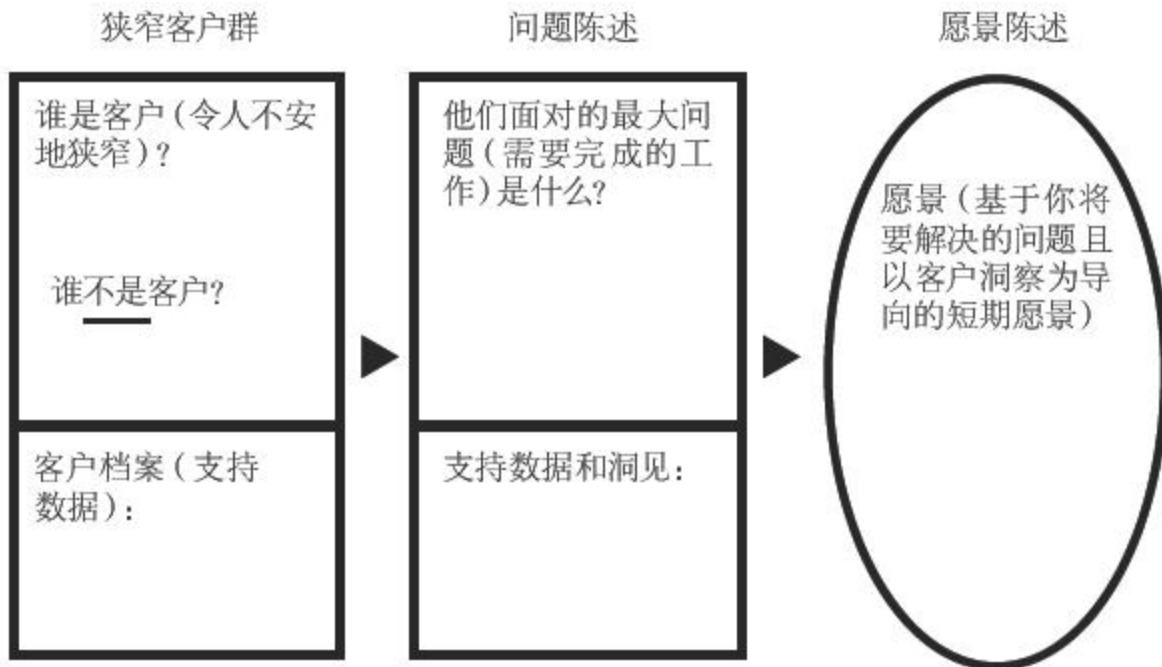 狭窄客户群
谁是客户（令人不安
地狭窄）？
谁不是客户？
客户档案（支持
数据）：
问题陈述
他们面对的最大问
题（需要完成的工
作）是什么？
支持数据和洞见：
愿景陈述
愿景（基于你将
要解决的问题且
以客户洞察为导
向的短期愿景）